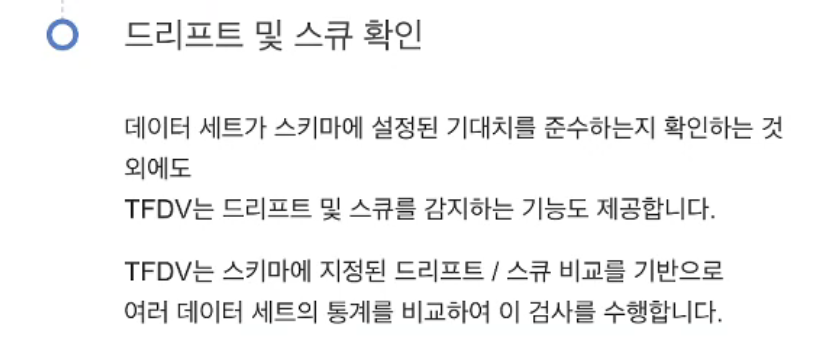 드리프트 및 스큐 확인
데이터 세트가 스키마에 설정된 기대치를 준수하는지 확인하는 것
외에도
TFDV는 드리프트 및 스큐를 감지하는 기능도 제공합니다.
TFDV는 스키마에 지정된 드리프트 / 스큐 비교를 기반으로
여러 데이터 세트의 통계를 비교하여 이 검사를 수행합니다.